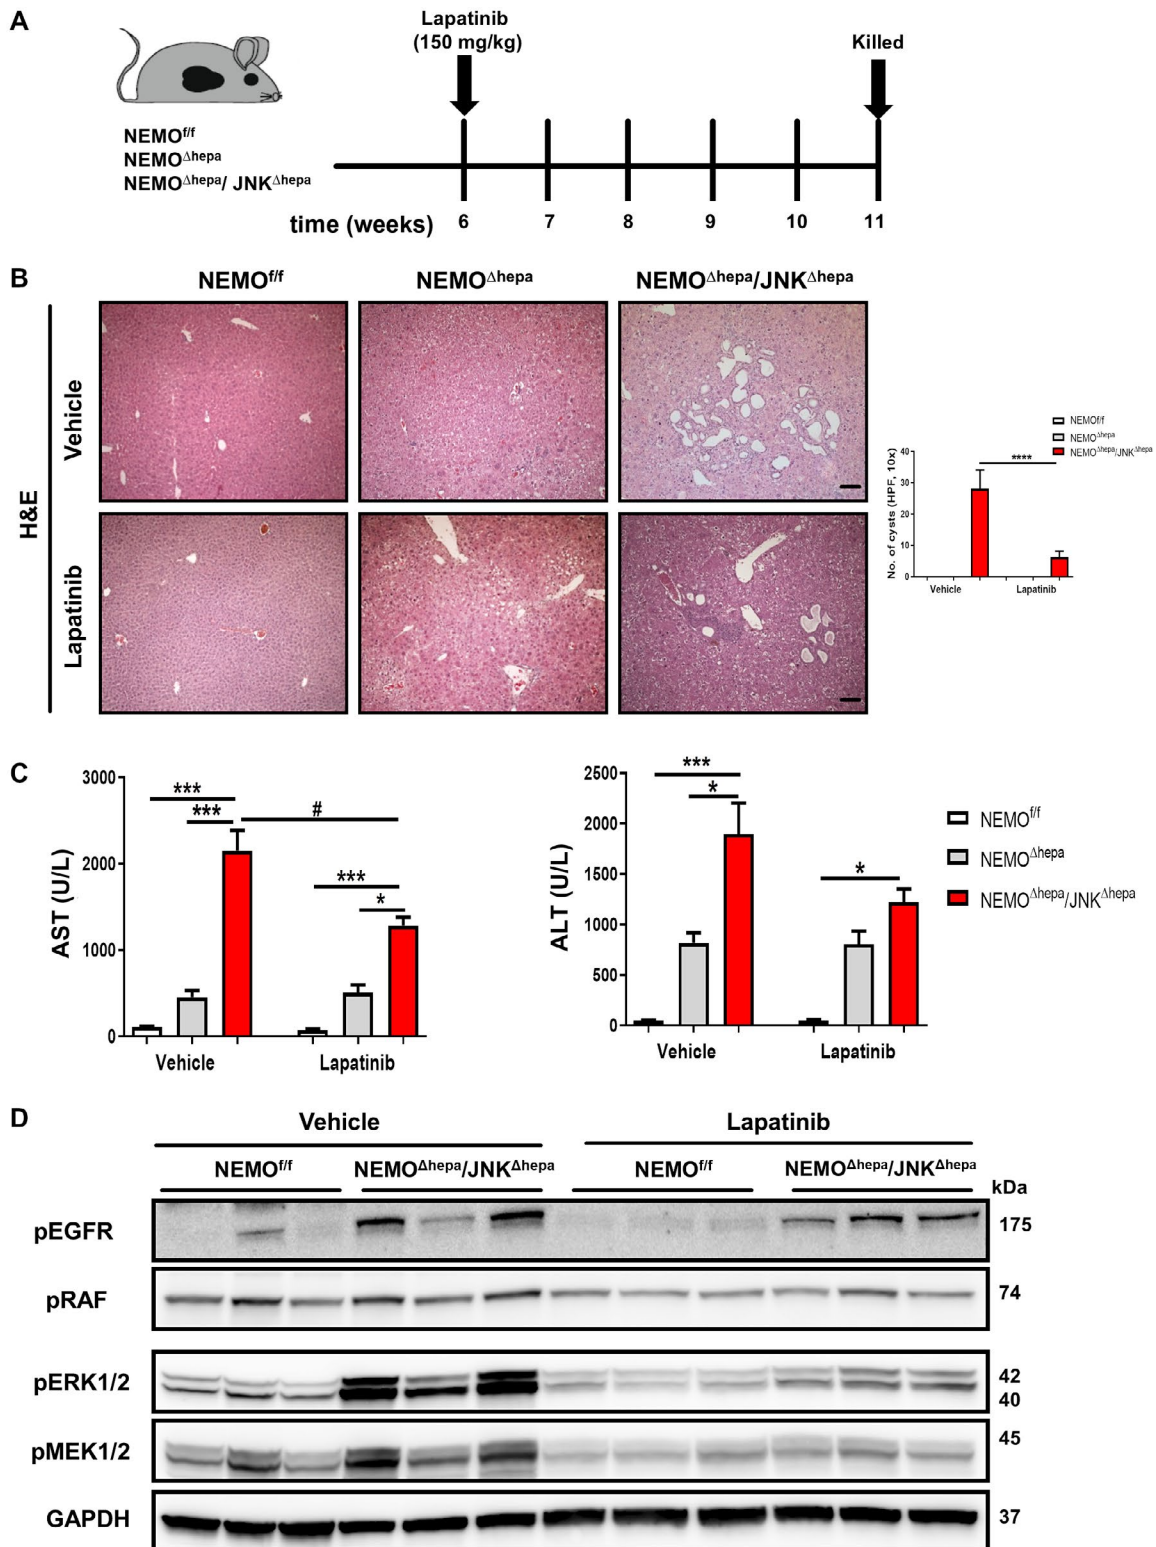 A
Lapatinib
(150 mg/kg)
Killed
NEMOf/f
NEMOΔhepa
NEMOΔhepa/ JNKΔhepa
time (weeks) 6 7 8 9 10 11
B
NEMOf/f NEMOΔhepa NEMOΔhepa/JNKΔhepa
H&E
Vehicle
Lapatinib
NEMOf/f
NEMOΔhepa
NEMOΔhepa/JNKΔhepa
No. of cysts (HPF, 10x)
40
30
20
10
0
****
Vehicle Lapatinib
C
AST (U/L)
3000
2000
1000
0
***
***
#
***
*
Vehicle Lapatinib
ALT (U/L)
2500
2000
1500
1000
500
0
***
*
*
Vehicle Lapatinib
NEMOf/f
NEMOΔhepa
NEMOΔhepa/JNKΔhepa
D
Vehicle Lapatinib
NEMOf/f NEMOΔhepa/JNKΔhepa NEMOf/f NEMOΔhepa/JNKΔhepa
kDa
pEGFR 175
pRAF 74
pERK1/2 42
40
pMEK1/2 45
GAPDH 37